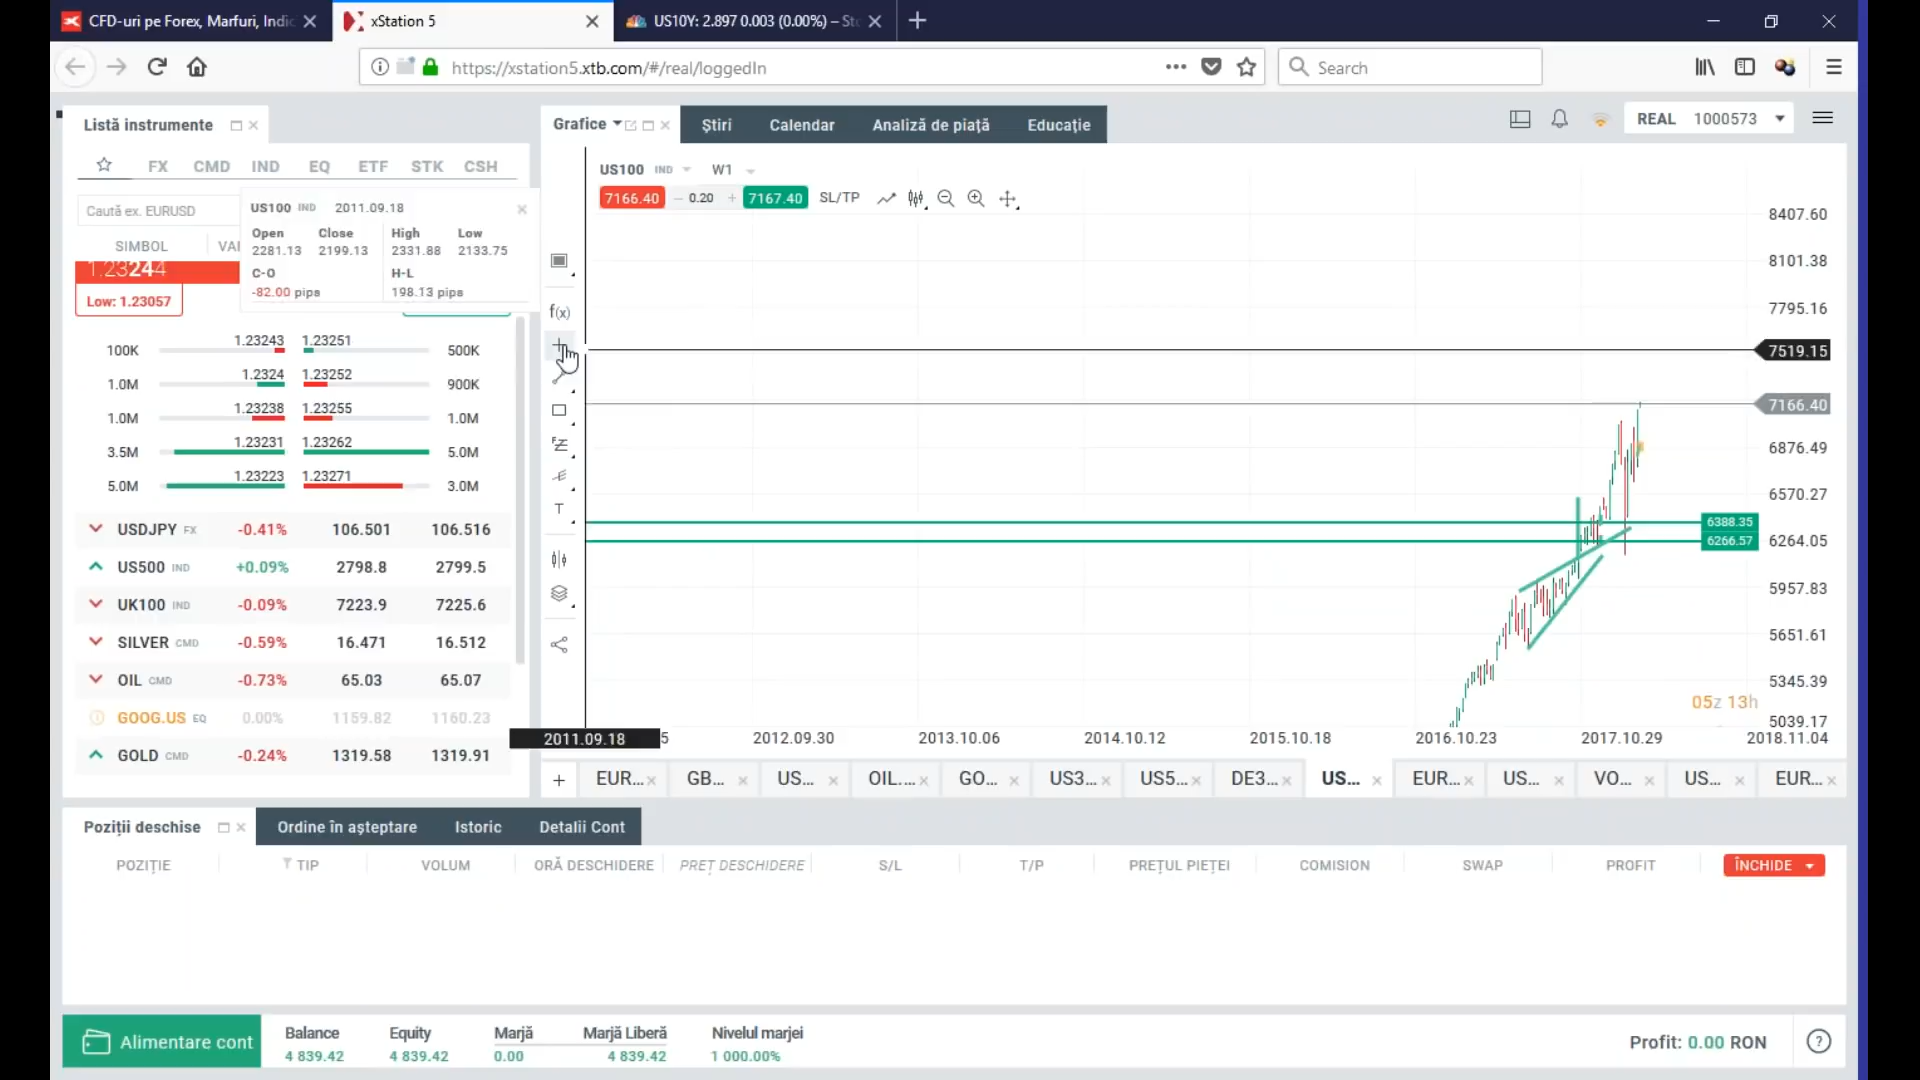 CFD-uri pe Forex, Marfuri, Indic
xStation 5
US10Y: 2.897 0.003 (0.00%) – Sto
https://xstation5.xtb.com/#/real/loggedIn
Search
Listă instrumente
Grafice
Știri
Calendar
Analiză de piață
Educație
REAL 1000573
FX CMD IND EQ ETF STK CSH
US100 IND W1
Caută ex. EURUSD
7166.40 0.20 7167.40 SL/TP
US100 IND 2011.09.18
Open Close High Low
2281.13 2199.13 2331.88 2133.75
C-O H-L
-82.00 pips 198.13 pips
SIMBOL
1.23244
Low: 1.23057
100K 1.23243 1.23251 500K
1.0M 1.2324 1.23252 900K
1.0M 1.23238 1.23255 1.0M
3.5M 1.23231 1.23262 5.0M
5.0M 1.23223 1.23271 3.0M
USDJPY FX -0.41% 106.501 106.516
US500 IND +0.09% 2798.8 2799.5
UK100 IND -0.09% 7223.9 7225.6
SILVER CMD -0.59% 16.471 16.512
OIL CMD -0.73% 65.03 65.07
GOOG.US EQ 0.00% 1159.82 1160.23
GOLD CMD -0.24% 1319.58 1319.91
f(x)
T
8407.60
8101.38
7795.16
7519.15
7166.40
6876.49
6570.27
6388.35
6266.57
6264.05
5957.83
5651.61
5345.39
5039.17
05z 13h
2011.09.18 5 2012.09.30 2013.10.06 2014.10.12 2015.10.18 2016.10.23 2017.10.29 2018.11.04
EUR... GB... US... OIL.... GO... US3... US5... DE3... US... EUR... US... VO... US... EUR...
Poziții deschise Ordine în așteptare Istoric Detalii Cont
POZIȚIE TIP VOLUM ORĂ DESCHIDERE PREȚ DESCHIDERE S/L T/P PREȚUL PIEȚEI COMISION SWAP PROFIT ÎNCHIDE
Alimentare cont
Balance Equity Marjă Marjă Liberă Nivelul marjei
4 839.42 4 839.42 0.00 4 839.42 1 000.00%
Profit: 0.00 RON
?